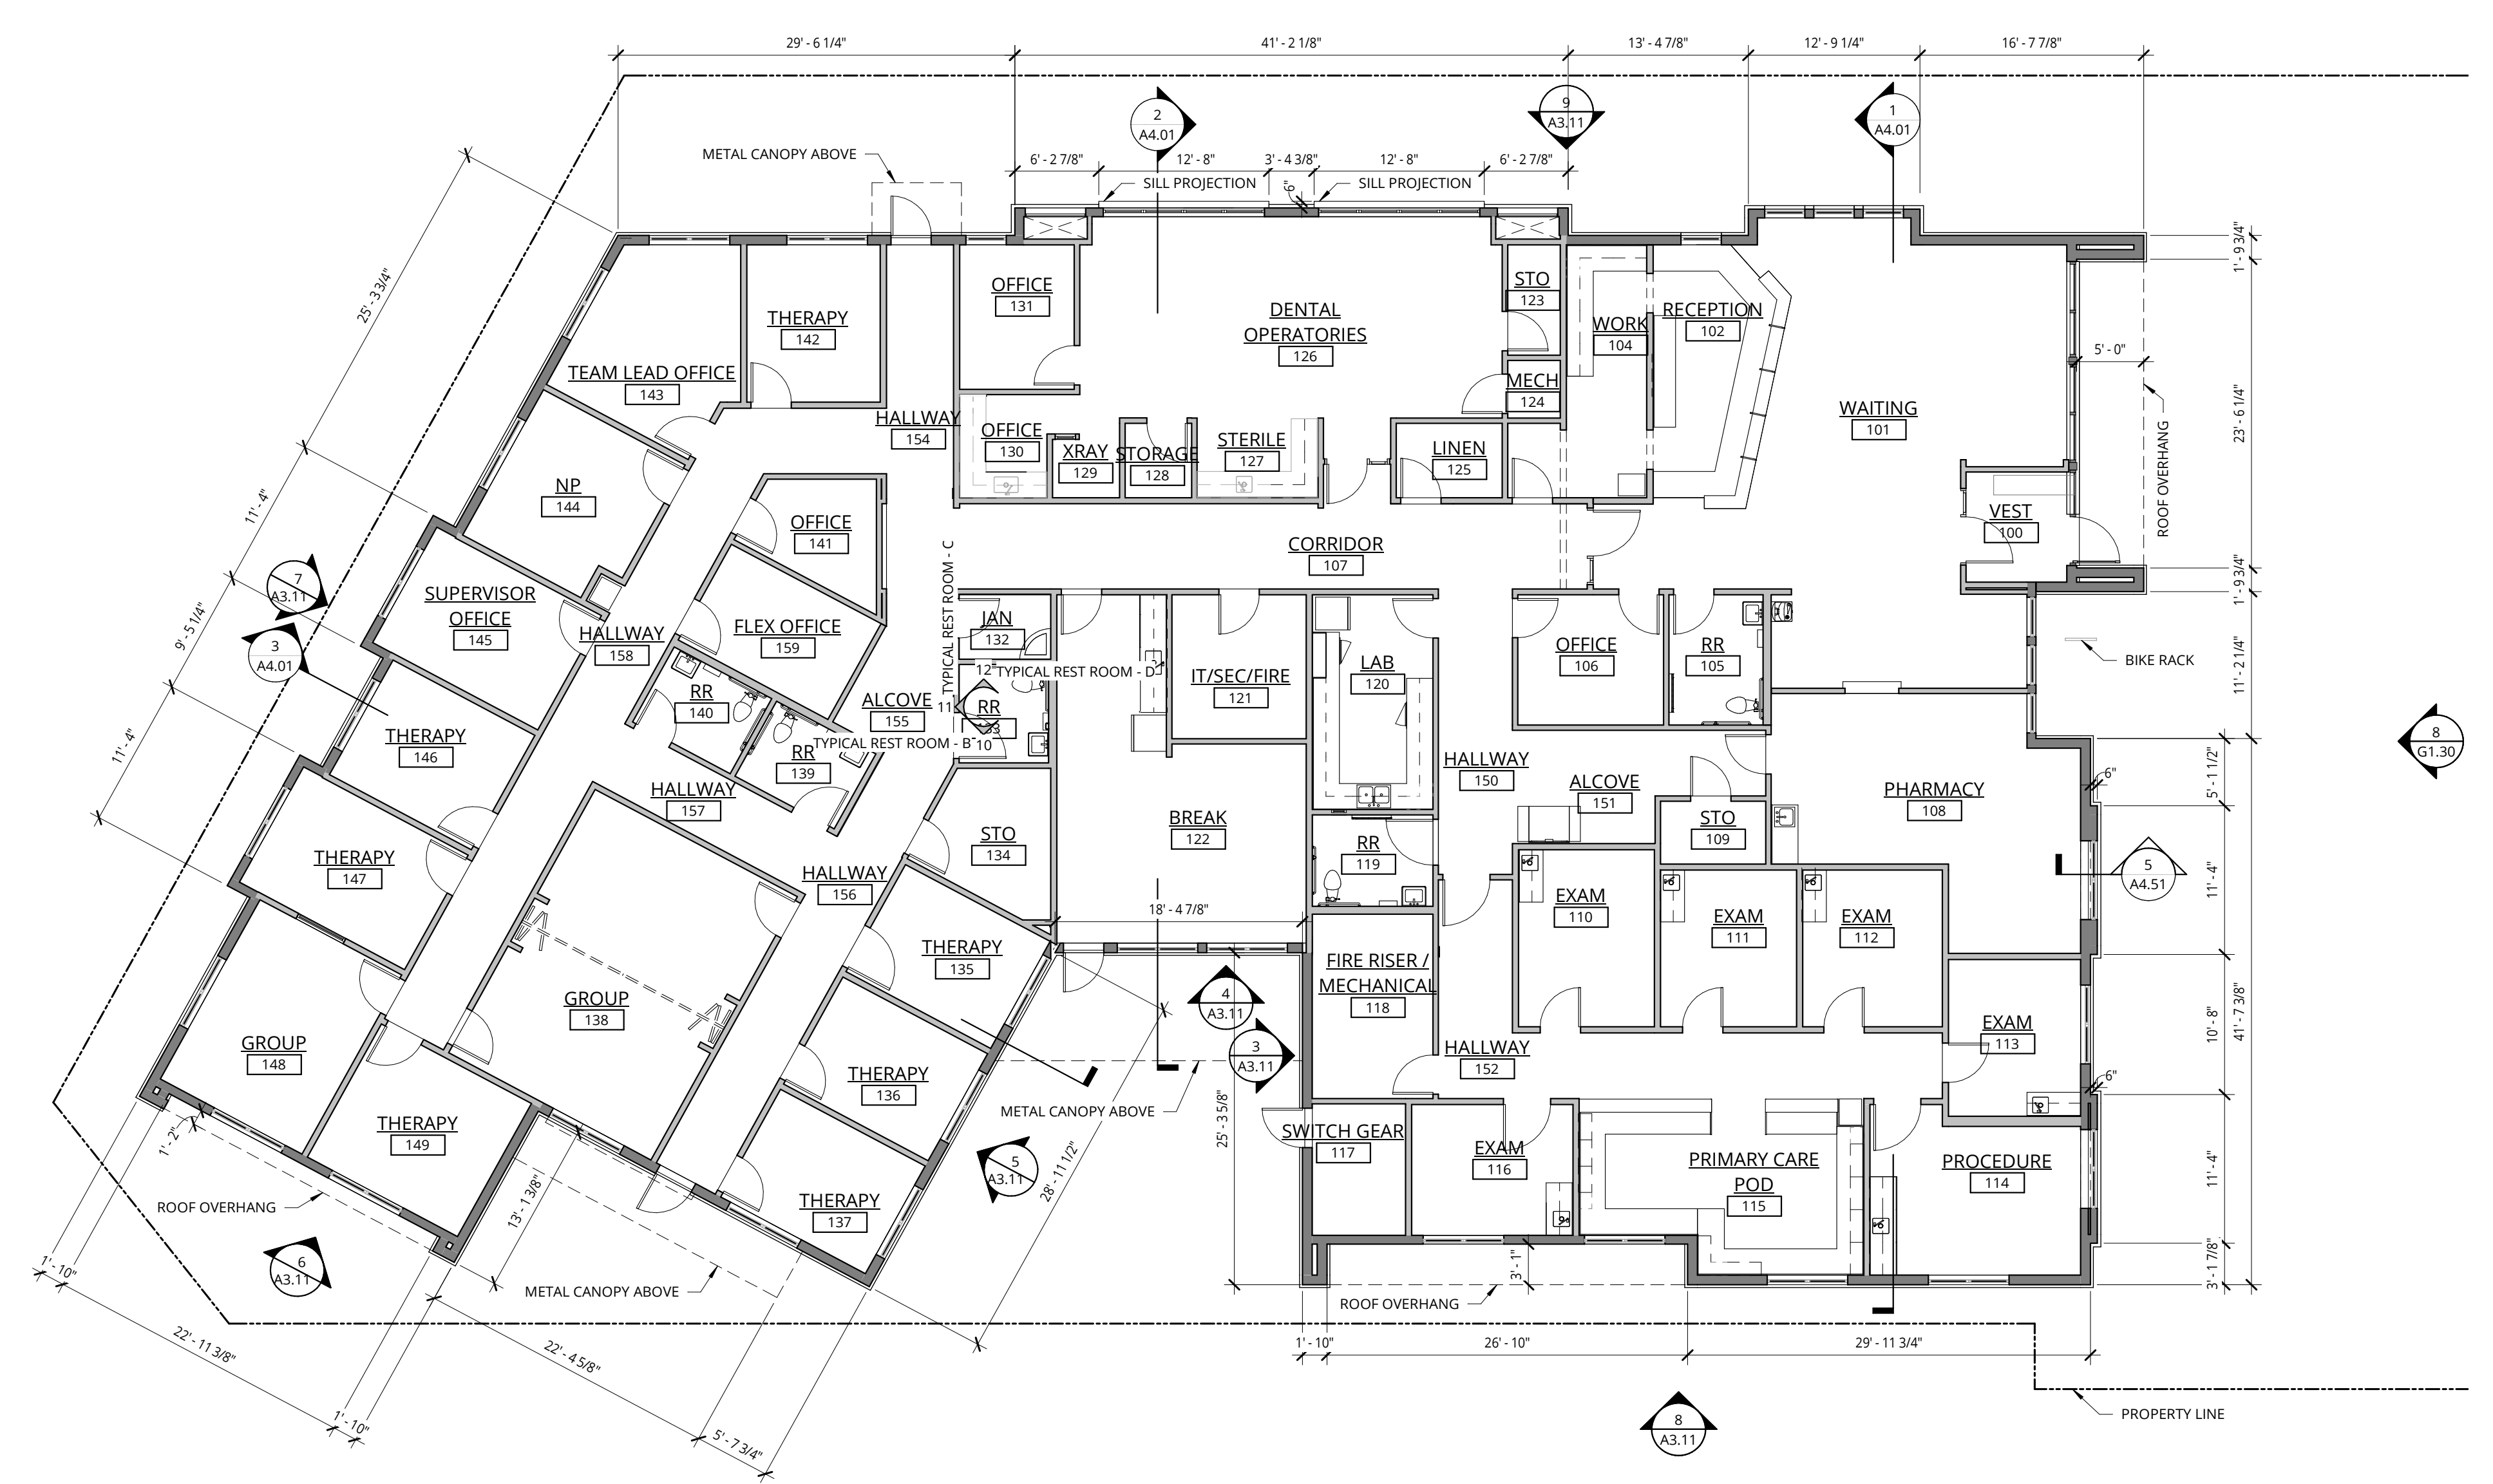 29' - 6 1/4"
41' - 2 1/8"
13' - 4 7/8"
12' - 9 1/4"
16' - 7 7/8"
2
A4.01
9
A3.11
1
A4.01
METAL CANOPY ABOVE
6' - 2 7/8"
12' - 8"
3' - 4 3/8"
12' - 8"
6' - 2 7/8"
SILL PROJECTION
6"
SILL PROJECTION
1' - 9 3/4"
25' - 3 3/4"
OFFICE
131
STO
123
DENTAL
OPERATORIES
126
WORK
104
RECEPTION
102
THERAPY
142
5' - 0"
TEAM LEAD OFFICE
143
MECH
124
WAITING
101
23' - 6 1/4"
HALLWAY
154
OFFICE
130
XRAY
129
STORAGE
128
STERILE
127
LINEN
125
ROOF OVERHANG
NP
144
11' - 4"
OFFICE
141
VEST
100
CORRIDOR
107
7
A3.11
SUPERVISOR
OFFICE
145
1' - 9 3/4"
9' - 5 1/4"
HALLWAY
158
FLEX OFFICE
159
TYPICAL REST ROOM - C
JAN
132
12
TYPICAL REST ROOM - D
IT/SEC/FIRE
121
LAB
120
OFFICE
106
RR
105
BIKE RACK
11' - 2 1/4"
3
A4.01
RR
140
ALCOVE
155
11
RR
133
10
TYPICAL REST ROOM - B
THERAPY
146
RR
139
11' - 4"
HALLWAY
150
ALCOVE
151
8
G1.30
6"
5' - 1 1/2"
HALLWAY
157
PHARMACY
108
BREAK
122
STO
134
STO
109
RR
119
THERAPY
147
HALLWAY
156
5
A4.51
11' - 4"
18' - 4 7/8"
EXAM
110
EXAM
111
EXAM
112
THERAPY
135
FIRE RISER /
MECHANICAL
118
GROUP
138
4
A3.11
EXAM
113
10' - 8"
41' - 7 3/8"
GROUP
148
3
A3.11
HALLWAY
152
THERAPY
136
6"
METAL CANOPY ABOVE
THERAPY
149
1' - 2"
25' - 3 5/8"
SWITCH GEAR
117
EXAM
116
PRIMARY CARE
POD
115
PROCEDURE
114
11' - 4"
5
A3.11
28' - 11 1/2"
THERAPY
137
ROOF OVERHANG
13' - 1 3/8"
6
A3.11
1' - 10"
METAL CANOPY ABOVE
3' - 1"
3' - 1 7/8"
ROOF OVERHANG
22' - 11 3/8"
22' - 4 5/8"
1' - 10"
26' - 10"
29' - 11 3/4"
1' - 10"
5' - 7 3/4"
8
A3.11
PROPERTY LINE